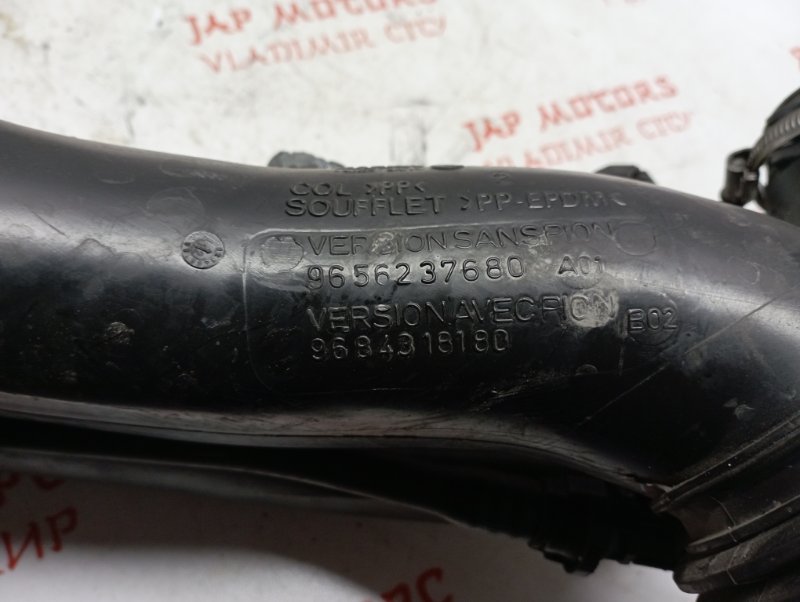 JAP MOTORS
VLADIMIR CITY
JAP MOTORS
VLADIMIR CITY
COL >PP<
SOUFFLET >PP-EPDM<
VERSION SANS PION
9656237680 A01
VERSION AVEC PION
9684318180
B02